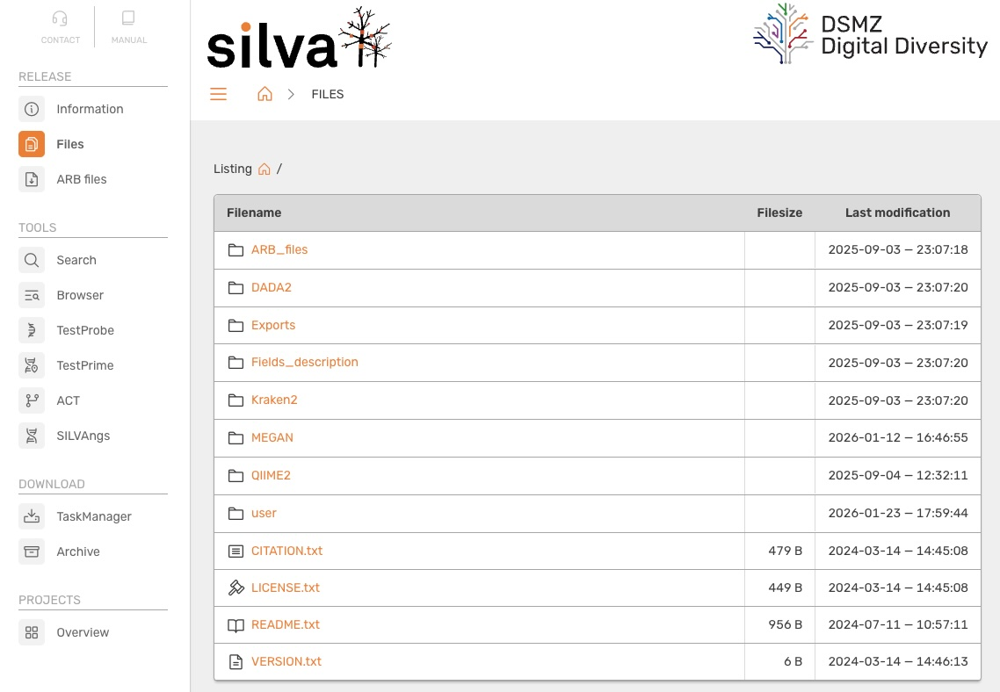 CONTACT
MANUAL
RELEASE
Information
Files
ARB files
TOOLS
Search
Browser
TestProbe
TestPrime
ACT
SILVAngs
DOWNLOAD
TaskManager
Archive
PROJECTS
Overview
silva
DSMZ
Digital Diversity
FILES
Listing /
Filename Filesize Last modification
ARB_files 2025-09-03 – 23:07:18
DADA2 2025-09-03 – 23:07:20
Exports 2025-09-03 – 23:07:19
Fields_description 2025-09-03 – 23:07:20
Kraken2 2025-09-03 – 23:07:20
MEGAN 2026-01-12 – 16:46:55
QIIME2 2025-09-04 – 12:32:11
user 2026-01-23 – 17:59:44
CITATION.txt 479 B 2024-03-14 – 14:45:08
LICENSE.txt 449 B 2024-03-14 – 14:45:08
README.txt 956 B 2024-07-11 – 10:57:11
VERSION.txt 6 B 2024-03-14 – 14:46:13